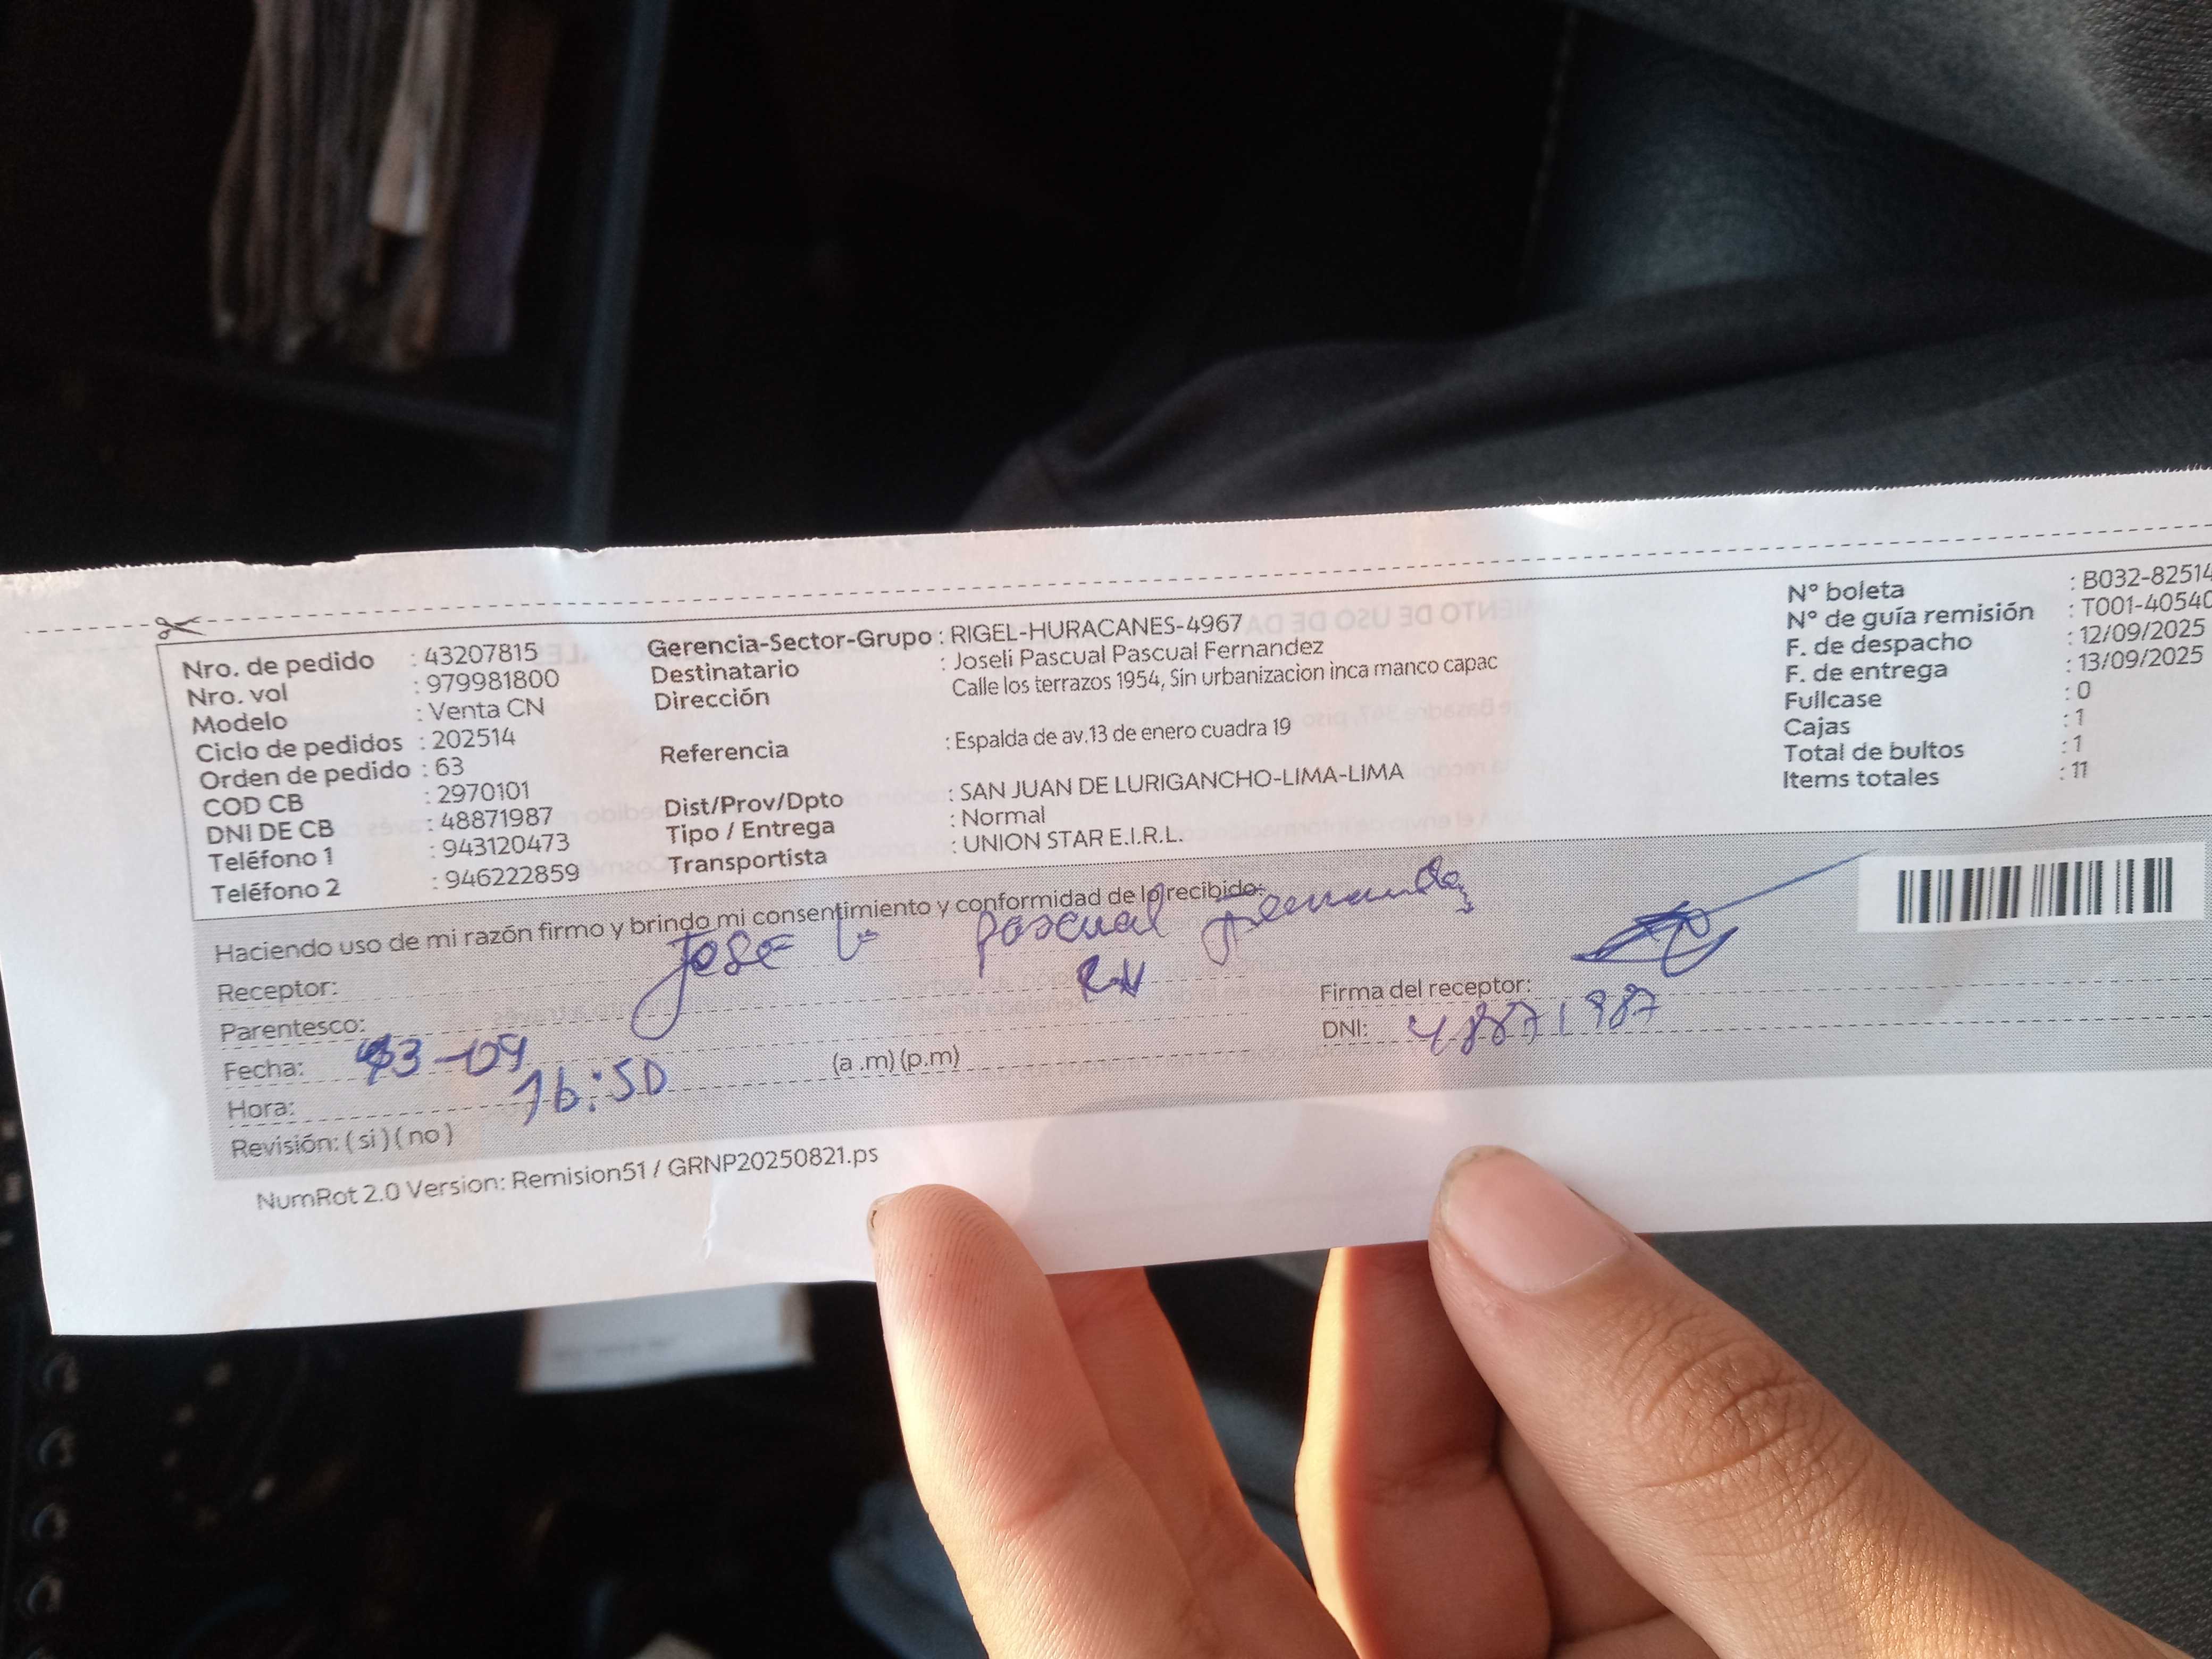 Nro. de pedido : 43207815
Nro. vol : 979981800
Modelo : Venta CN
Ciclo de pedidos : 202514
Orden de pedido : 63
COD CB : 2970101
DNI DE CB : 48871987
Teléfono 1 : 943120473
Teléfono 2 : 946222859
Gerencia-Sector-Grupo : RIGEL-HURACANES-4967
Destinatario : Joseli Pascual Pascual Fernandez
Dirección Calle los terrazos 1954, Sin urbanizacion inca manco capac
Referencia : Espalda de av.13 de enero cuadra 19
Dist/Prov/Dpto : SAN JUAN DE LURIGANCHO-LIMA-LIMA
Tipo / Entrega : Normal
Transportista : UNION STAR E.I.R.L.
N° boleta : B032-82514
N° de guía remisión : T001-40540
F. de despacho : 12/09/2025
F. de entrega : 13/09/2025
Fullcase : 0
Cajas : 1
Total de bultos : 1
Items totales : 11
Haciendo uso de mi razón firmo y brindo mi consentimiento y conformidad de lo recibido:
Receptor: Jose Pascual Fernandez
Parentesco:
Firma del receptor:
Fecha: 13-09
DNI: 48871987
Hora: 16:50 (a .m) (p.m)
Revisión: ( si ) ( no )
NumRot 2.0 Version: Remision51 / GRNP20250821.ps